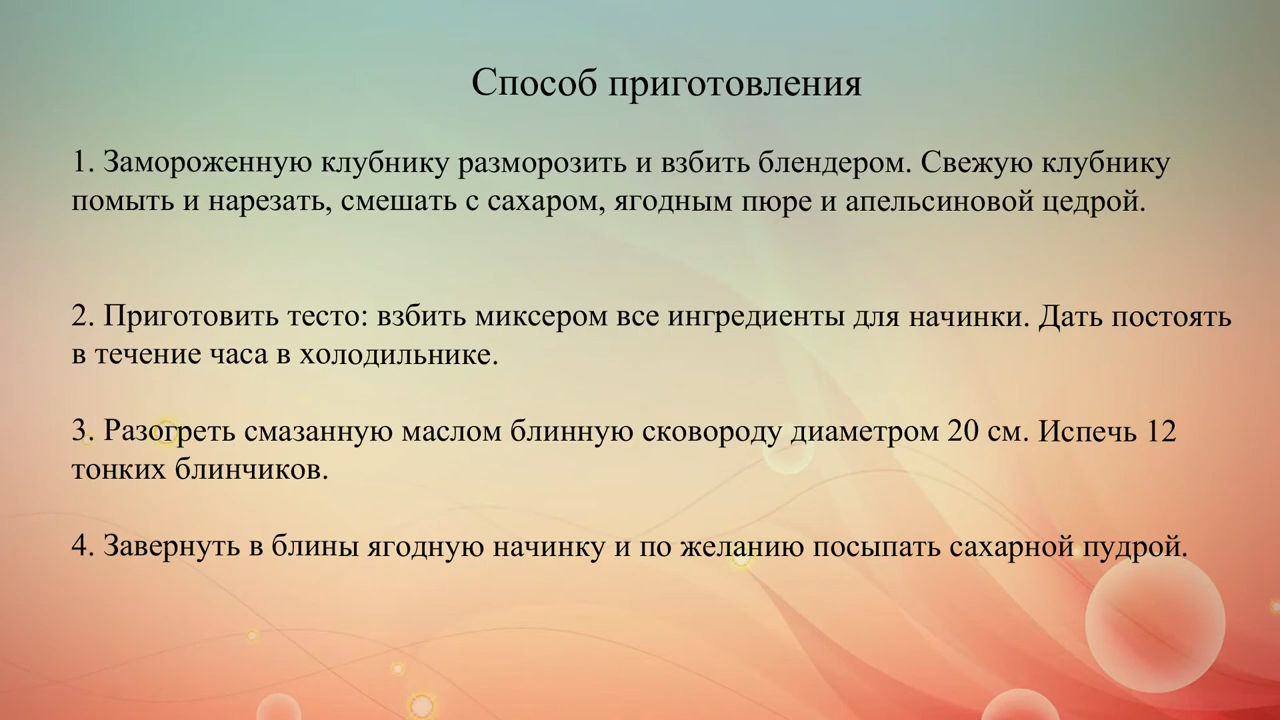 Способ приготовления
1. Замороженную клубнику разморозить и взбить блендером. Свежую клубнику
помыть и нарезать, смешать с сахаром, ягодным пюре и апельсиновой цедрой.
2. Приготовить тесто: взбить миксером все ингредиенты для начинки. Дать постоять
в течение часа в холодильнике.
3. Разогреть смазанную маслом блинную сковороду диаметром 20 см. Испечь 12
тонких блинчиков.
4. Завернуть в блины ягодную начинку и по желанию посыпать сахарной пудрой.